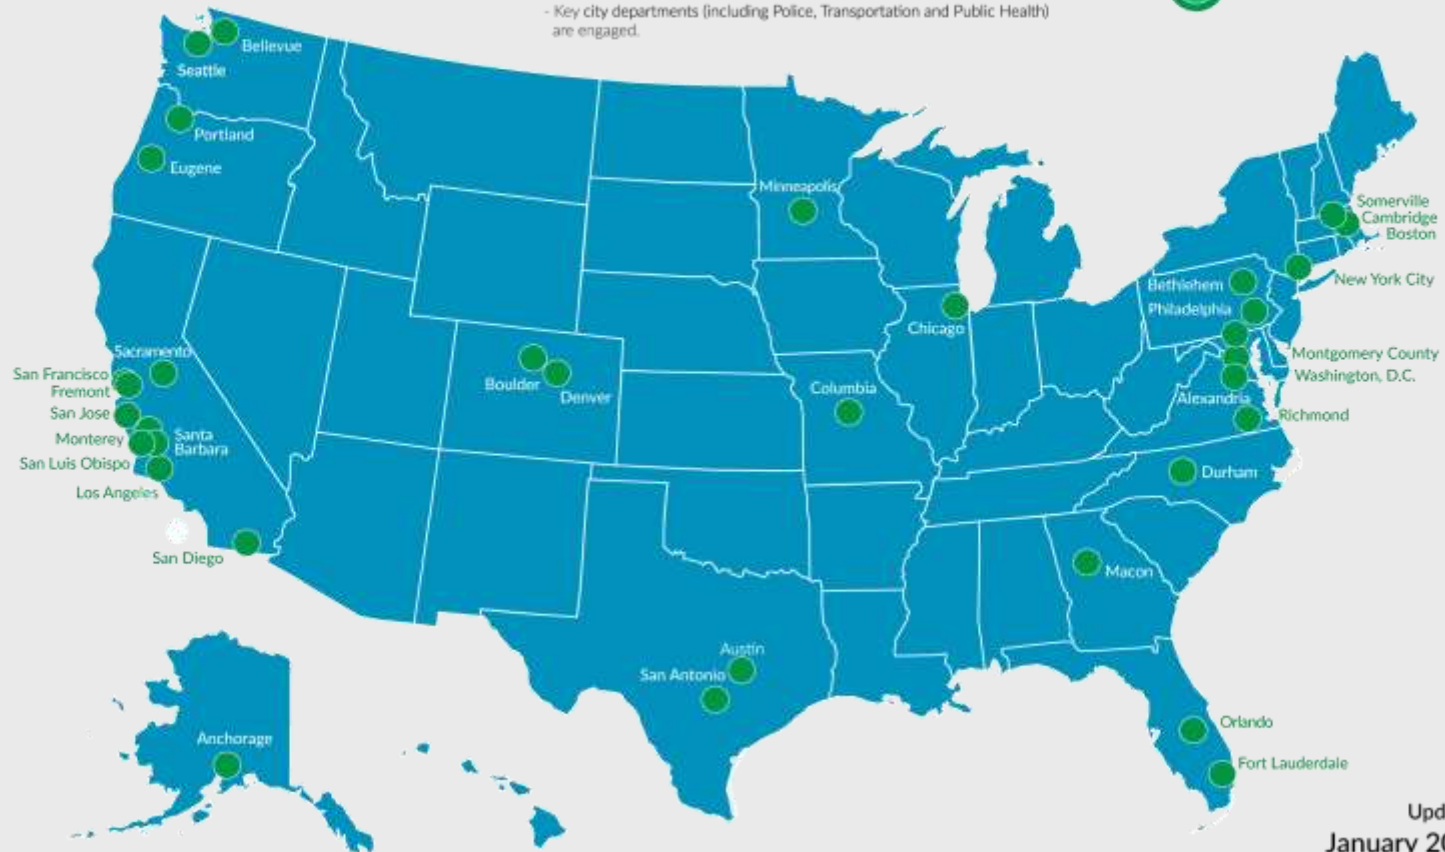 - Key city departments (including Police, Transportation and Public Health)
are engaged.
Bellevue
Seattle
Portland
Eugene
Minneapolis
Somerville
Cambridge
Boston
New York City
Bethlehem
Philadelphia
Chicago
Montgomery County
Washington, D.C.
Alexandria
Richmond
Sacramento
San Francisco
Fremont
San Jose
Monterey
Santa
Barbara
San Luis Obispo
Los Angeles
San Diego
Boulder
Denver
Columbia
Durham
Macon
Austin
San Antonio
Orlando
Fort Lauderdale
Anchorage
Upd
January 20